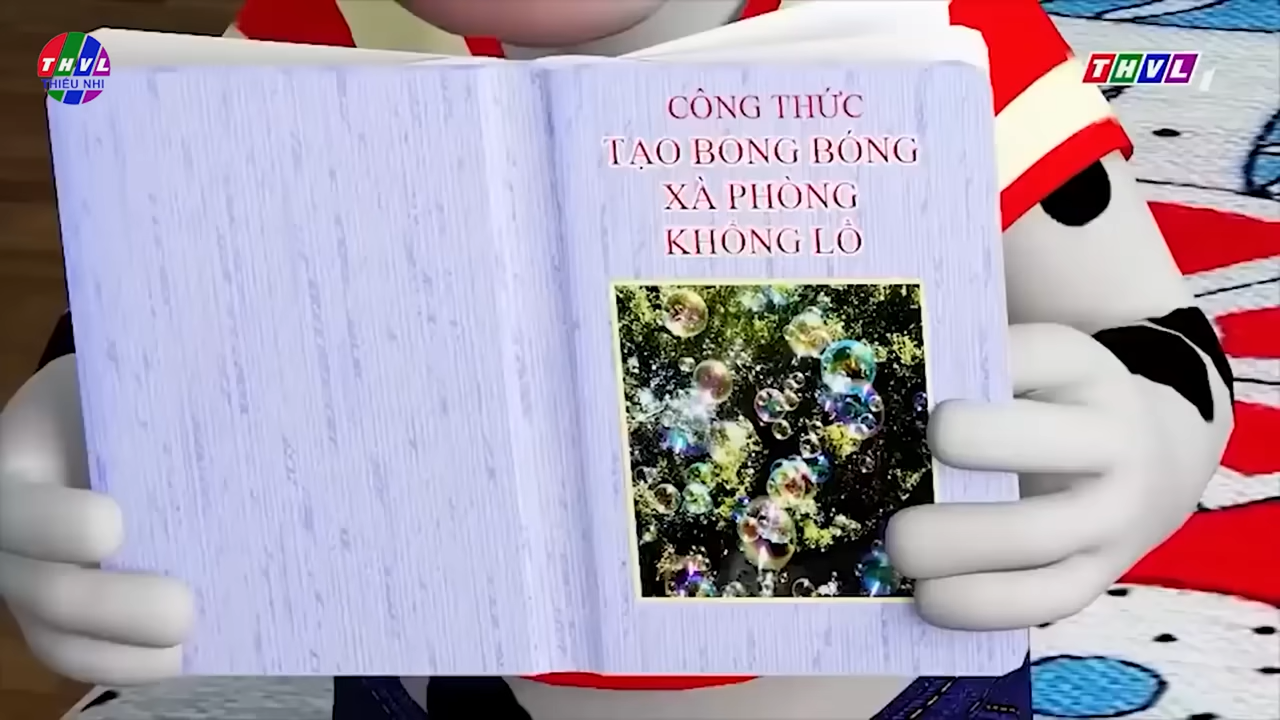 THVL
THIẾU NHI
THVL
CÔNG THỨC
TẠO BONG BÓNG
XÀ PHÒNG
KHỔNG LỒ